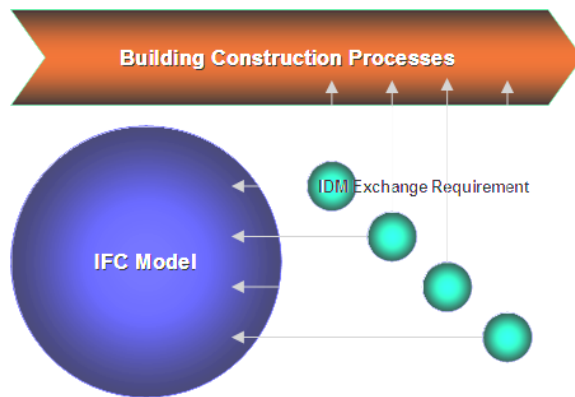 Building Construction Processes
IDM Exchange Requirement
IFC Model